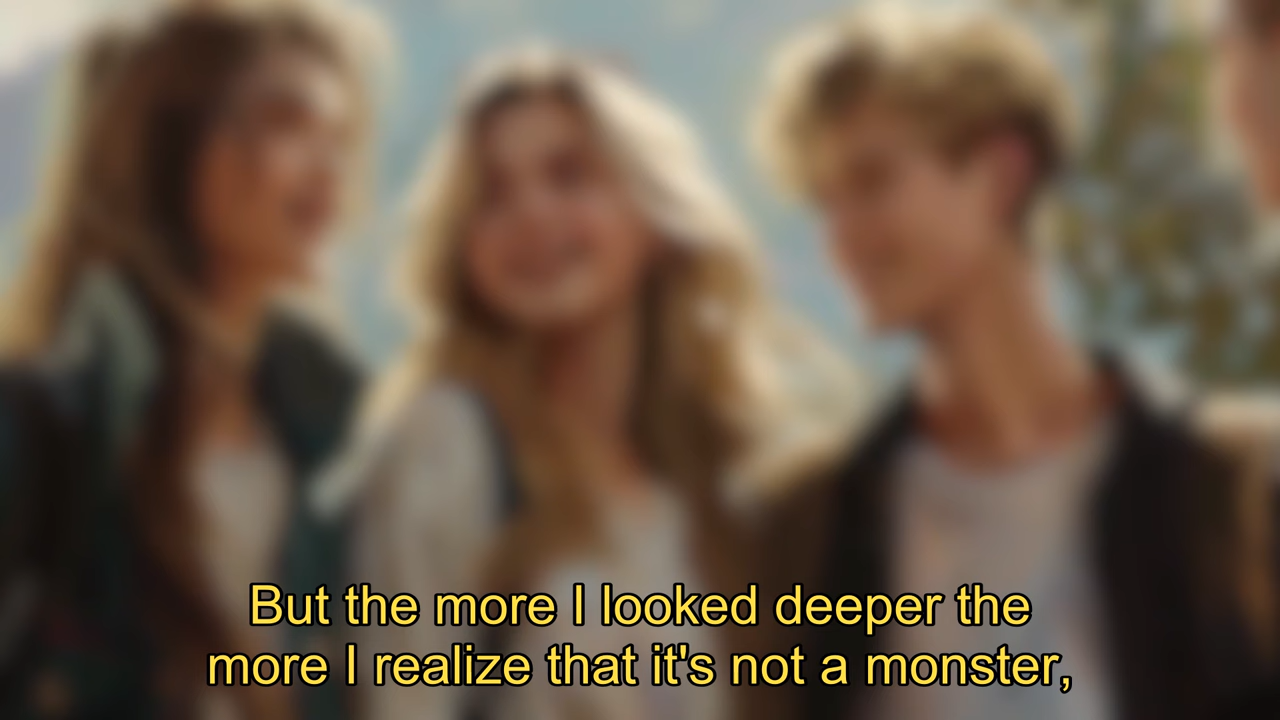 But the more I looked deeper the
more I realize that it's not a monster,